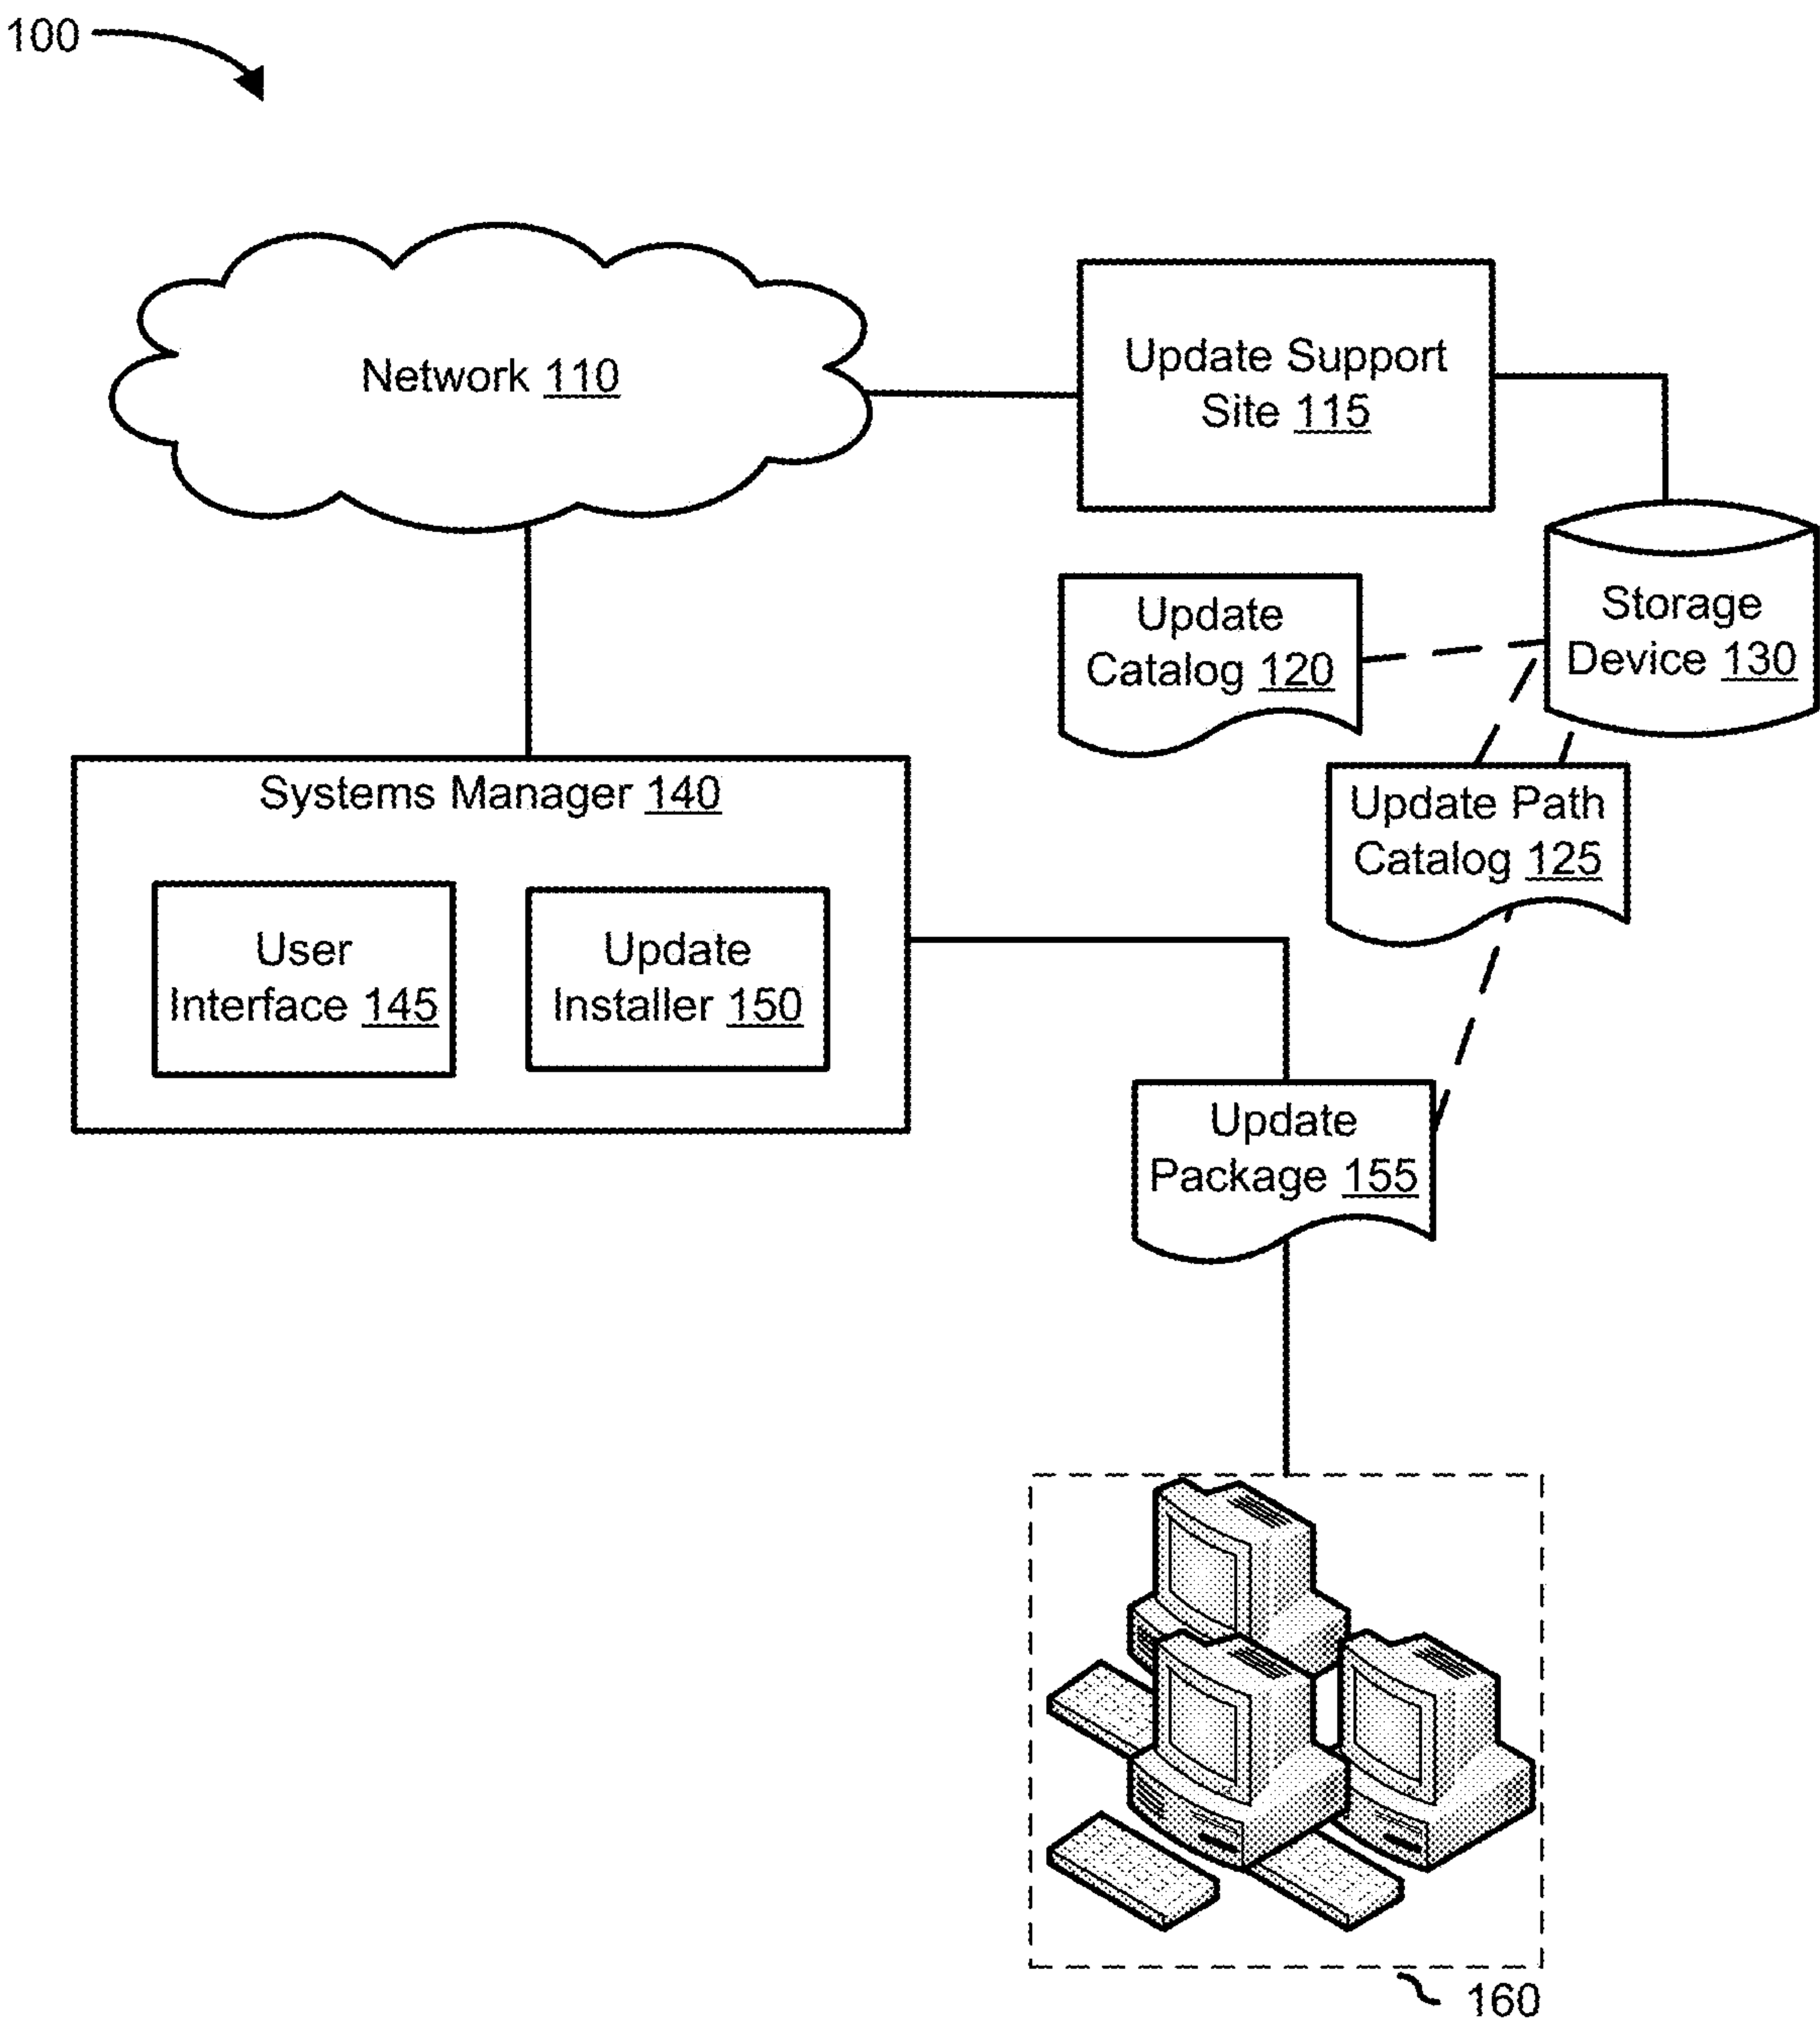 100
Network 110
Update Support
Site 115
Storage
Device 130
Update
Catalog 120
Update Path
Catalog 125
Systems Manager 140
User
Interface 145
Update
Installer 150
Update
Package 155
160